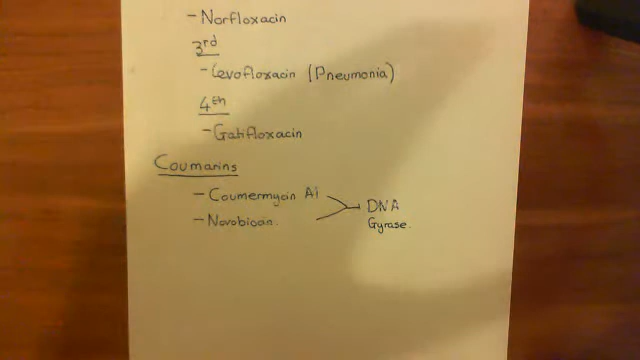 - Norfloxacin
3rd
- Levofloxacin (Pneumonia)
4th
- Gatifloxacin
Coumarins
- Coumermycin A1
- Novobiocin.
DNA
Gyrase.